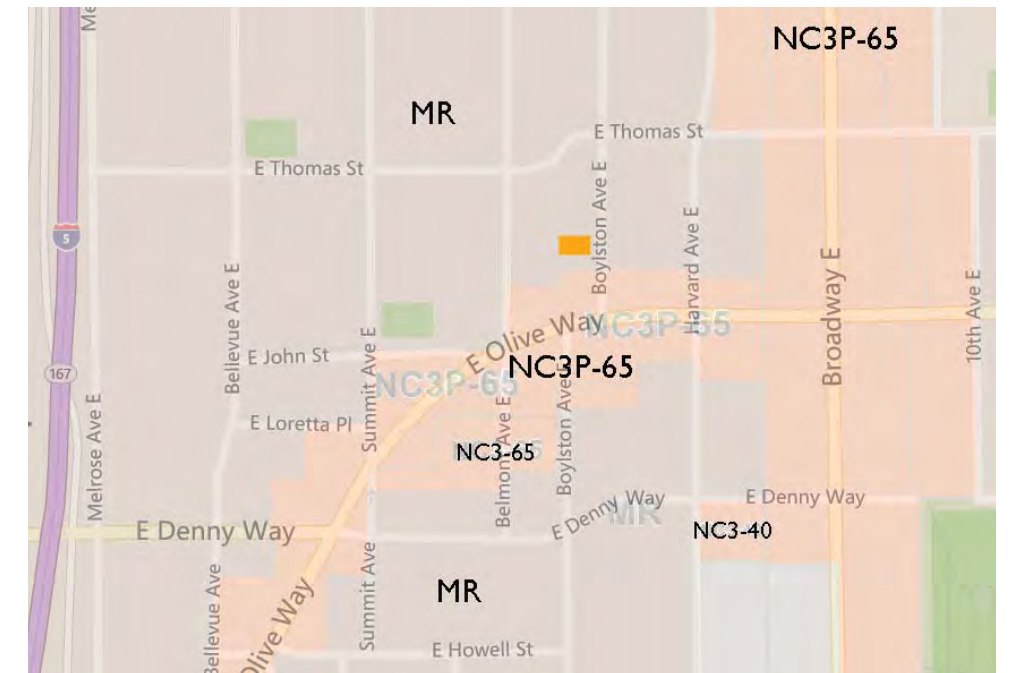 Me
NC3P-65
MR
E Thomas St
E Thomas St
Boylston Ave E
5
Harvard Ave E
Bellevue Ave E
Broadway E
10th Ave E
E Olive Way
NC3P-65
E John St
Summit Ave E
NC3P-65
NC3P-65
167
Melrose Ave E
E Loretta Pl
Belmont Ave E
Boylston Ave E
NC3-65
E Denny Way
E Denny Way
MR
E Denny Way
NC3-40
Bellevue Ave
Olive Way
Summit Ave
MR
E Howell St